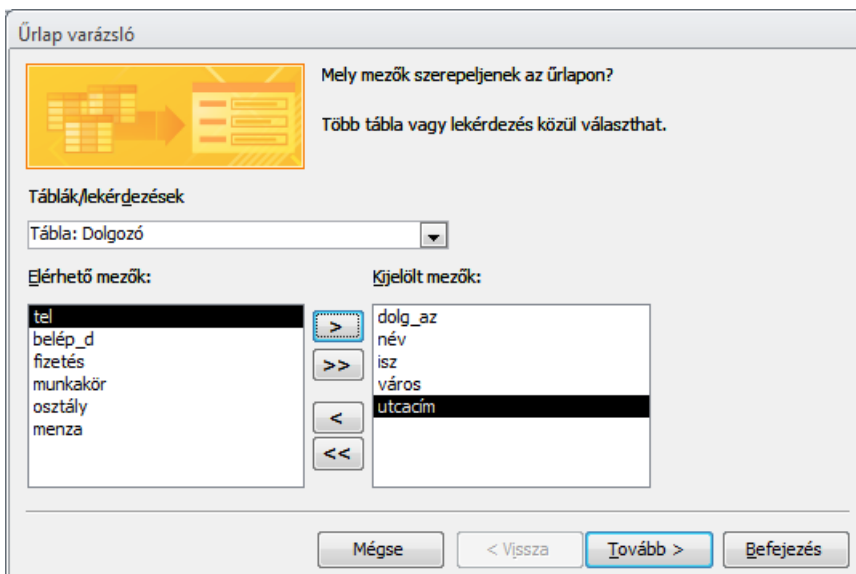 Űrlap varázsló
Mely mezők szerepeljenek az űrlapon?
Több tábla vagy lekérdezés közül választhat.
Táblák/lekérdezések
Tábla: Dolgozó
Elérhető mezők:
Kijelölt mezők:
tel
belép_d
fizetés
munkakör
osztály
menza
>
>>
<
<<
dolg_az
név
isz
város
utcacím
Mégse
< Vissza
Tovább >
Befejezés